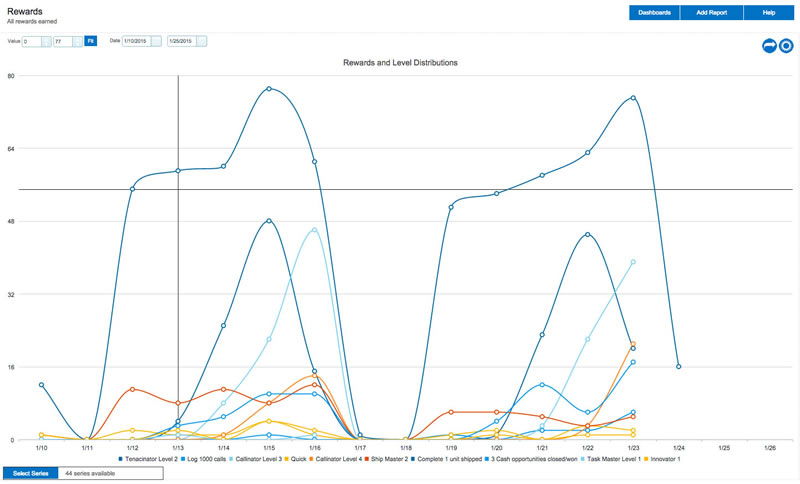 Rewards
All rewards earned
Dashboards Add Report Help
Value 0 77 Fit Date 1/10/2015 1/25/2015
Rewards and Level Distributions
80
64
48
32
16
0
1/10 1/11 1/12 1/13 1/14 1/15 1/16 1/17 1/18 1/19 1/20 1/21 1/22 1/23 1/24 1/25 1/26
Tenacinator Level 2 Log 1000 calls Callinator Level 3 Quick Callinator Level 4 Ship Master 2 Complete 1 unit shipped 3 Cash opportunities closed/won Task Master Level 1 Innovator 1
Select Series 44 series available